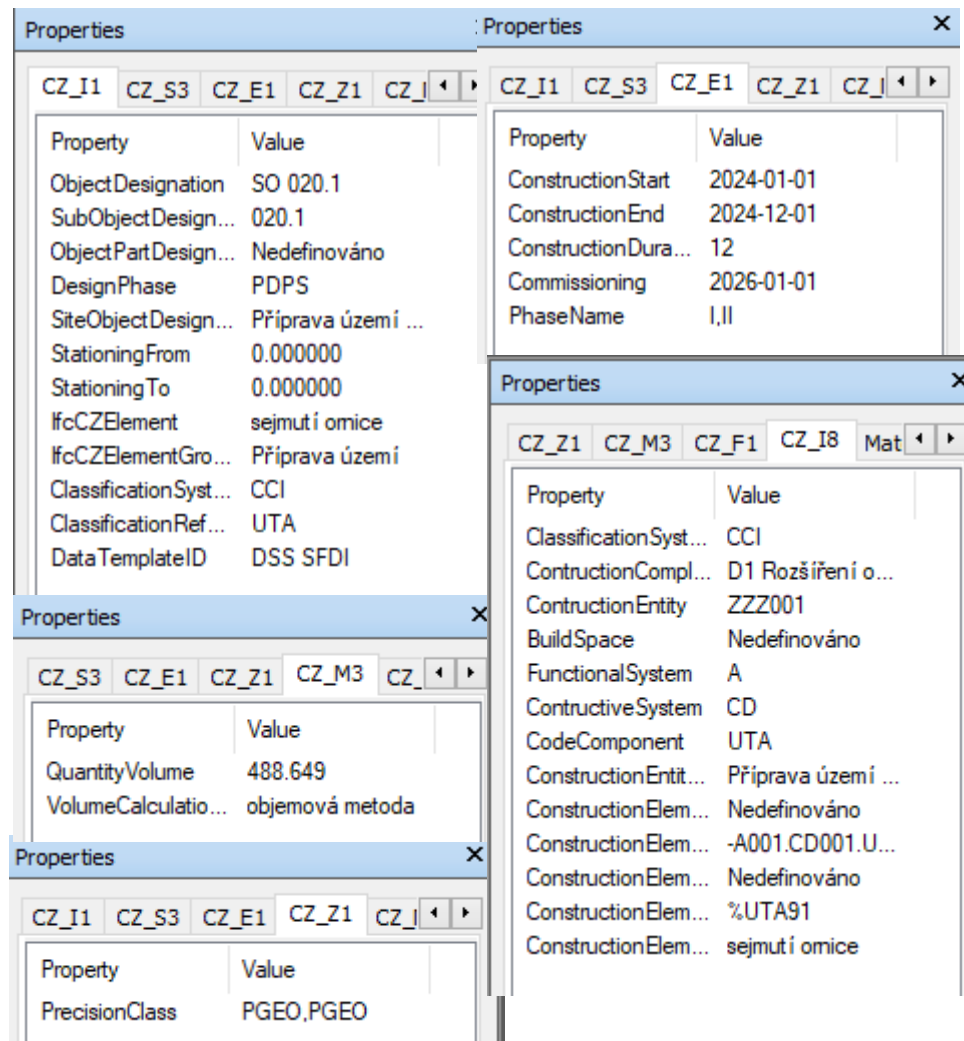 Properties
CZ_I1 CZ_S3 CZ_E1 CZ_Z1 CZ_I
Property Value
ObjectDesignation SO 020.1
SubObjectDesign... 020.1
ObjectPartDesign... Nedefinováno
DesignPhase PDPS
SiteObjectDesign... Příprava území ...
StationingFrom 0.000000
StationingTo 0.000000
IfcCZElement sejmutí ornice
IfcCZElementGro... Příprava území
ClassificationSyst... CCI
ClassificationRef... UTA
DataTemplateID DSS SFDI
Properties
CZ_I1 CZ_S3 CZ_E1 CZ_Z1 CZ_I
Property Value
ConstructionStart 2024-01-01
ConstructionEnd 2024-12-01
ConstructionDura... 12
Commissioning 2026-01-01
PhaseName I,II
Properties
CZ_Z1 CZ_M3 CZ_F1 CZ_I8 Mat
Property Value
ClassificationSyst... CCI
ContructionCompl... D1 Rozšíření o...
ContructionEntity ZZZ001
BuildSpace Nedefinováno
FunctionalSystem A
ContructiveSystem CD
CodeComponent UTA
ConstructionEntit... Příprava území ...
ConstructionElem... Nedefinováno
ConstructionElem... -A001.CD001.U...
ConstructionElem... Nedefinováno
ConstructionElem... %UTA91
ConstructionElem... sejmutí ornice
Properties
CZ_S3 CZ_E1 CZ_Z1 CZ_M3 CZ_
Property Value
QuantityVolume 488.649
VolumeCalculatio... objemová metoda
Properties
CZ_I1 CZ_S3 CZ_E1 CZ_Z1 CZ_I
Property Value
PrecisionClass PGEO,PGEO